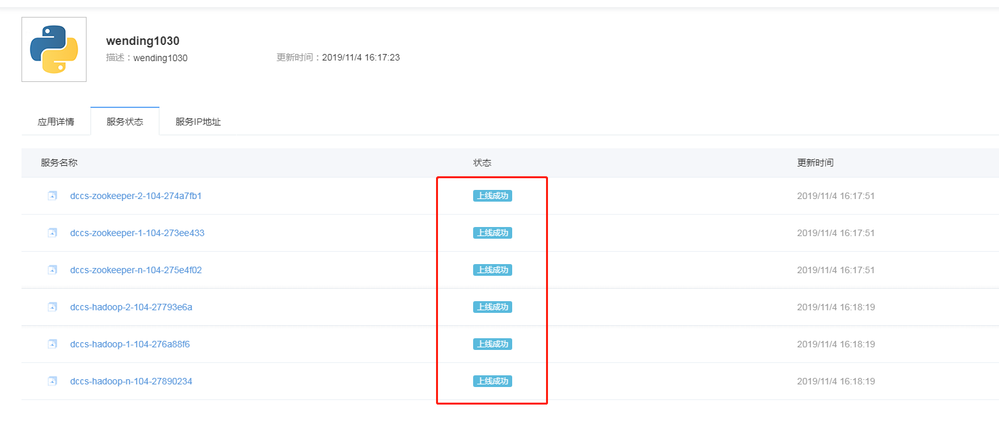 wending1030
描述：wending1030 更新时间：2019/11/4 16:17:23
应用详情 服务状态 服务IP地址
服务名称 状态 更新时间
dccs-zookeeper-2-104-274a7fb1 上线成功 2019/11/4 16:17:51
dccs-zookeeper-1-104-273ee433 上线成功 2019/11/4 16:17:51
dccs-zookeeper-n-104-275e4f02 上线成功 2019/11/4 16:17:51
dccs-hadoop-2-104-27793e6a 上线成功 2019/11/4 16:18:19
dccs-hadoop-1-104-276a88f6 上线成功 2019/11/4 16:18:19
dccs-hadoop-n-104-27890234 上线成功 2019/11/4 16:18:19